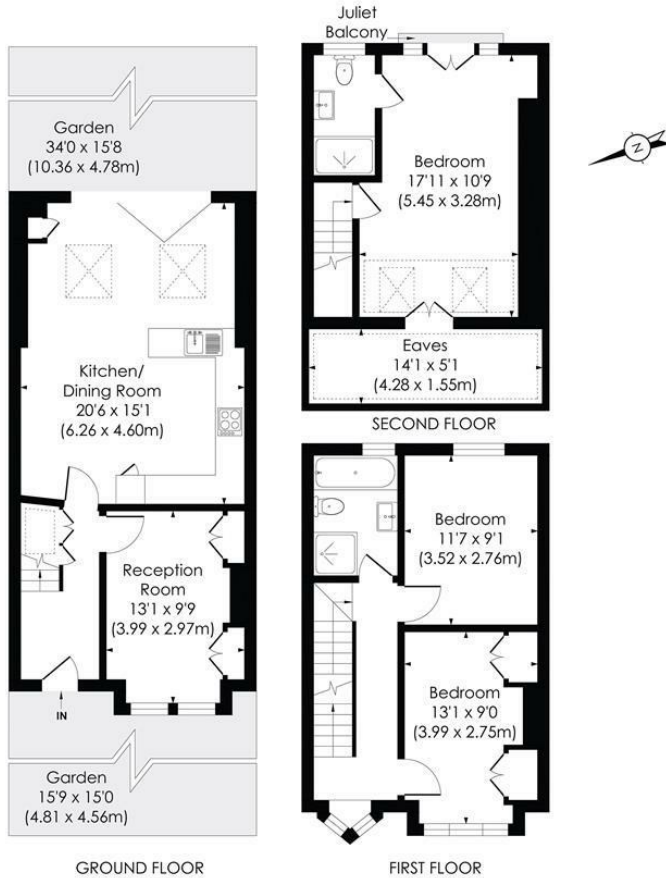 Juliet
Balcony
Garden
34'0 x 15'8
(10.36 x 4.78m)
Bedroom
17'11 x 10'9
(5.45 x 3.28m)
N
Kitchen/
Dining Room
20'6 x 15'1
(6.26 x 4.60m)
Eaves
14'1 x 5'1
(4.28 x 1.55m)
SECOND FLOOR
Reception
Room
13'1 x 9'9
(3.99 x 2.97m)
IN
Garden
15'9 x 15'0
(4.81 x 4.56m)
GROUND FLOOR
Bedroom
11'7 x 9'1
(3.52 x 2.76m)
Bedroom
13'1 x 9'0
(3.99 x 2.75m)
FIRST FLOOR